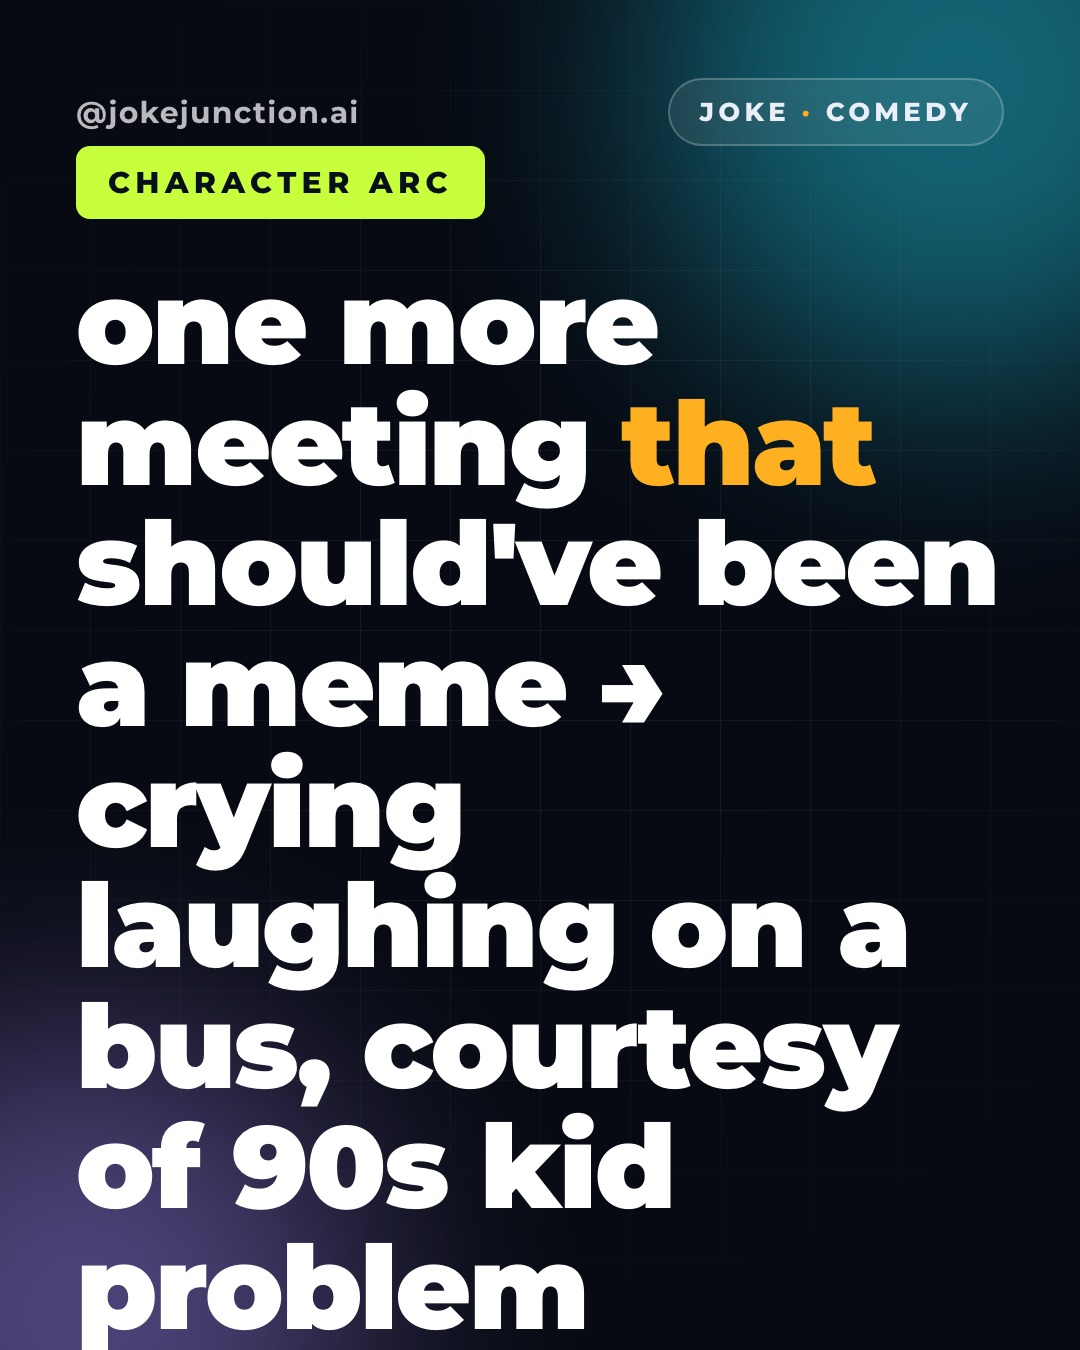 @jokejunction.ai
JOKE • COMEDY
CHARACTER ARC
one more
meeting that
should've been
a meme →
crying
laughing on a
bus, courtesy
of 90s kid
problem